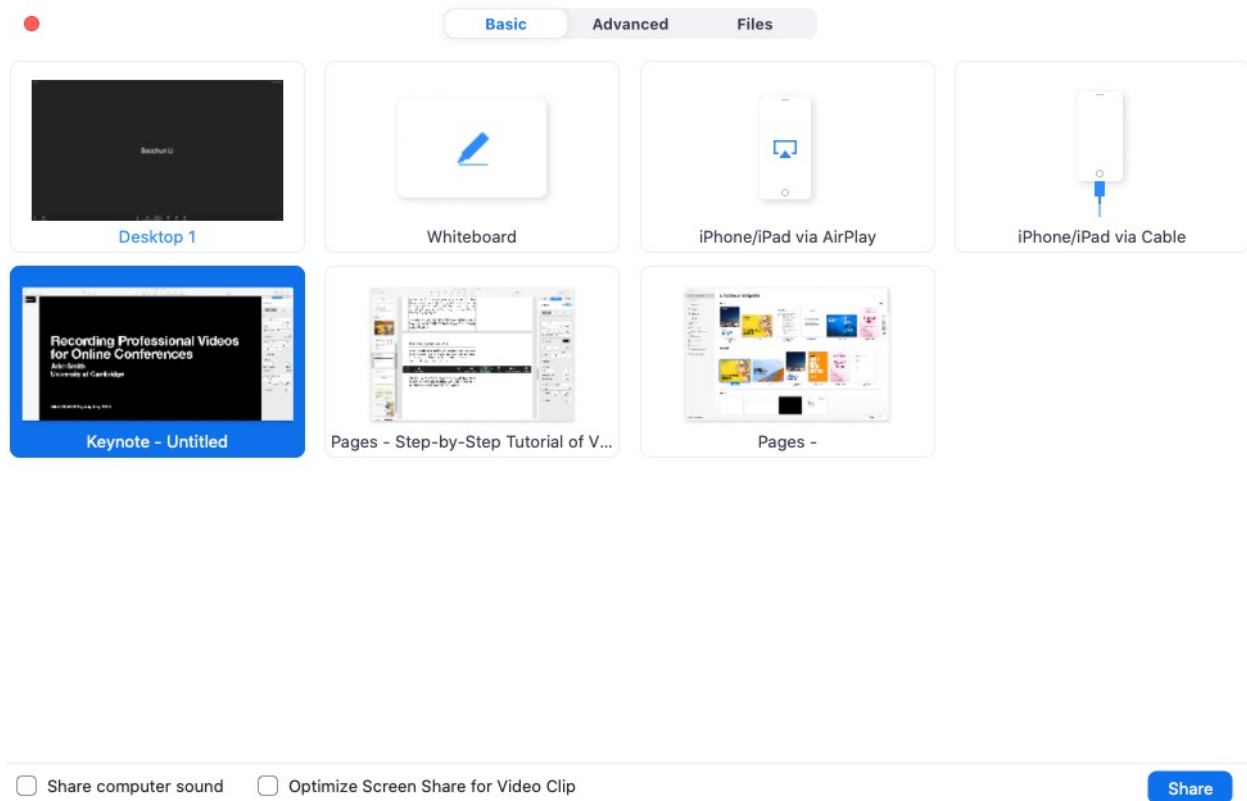 Basic Advanced Files
Baochun Li
Desktop 1
Whiteboard
iPhone/iPad via AirPlay
iPhone/iPad via Cable
Recording Professional Videos
for Online Conferences
John Smith
University of Cambridge
Keynote - Untitled
Pages - Step-by-Step Tutorial of V...
Pages -
Share computer sound
Optimize Screen Share for Video Clip
Share